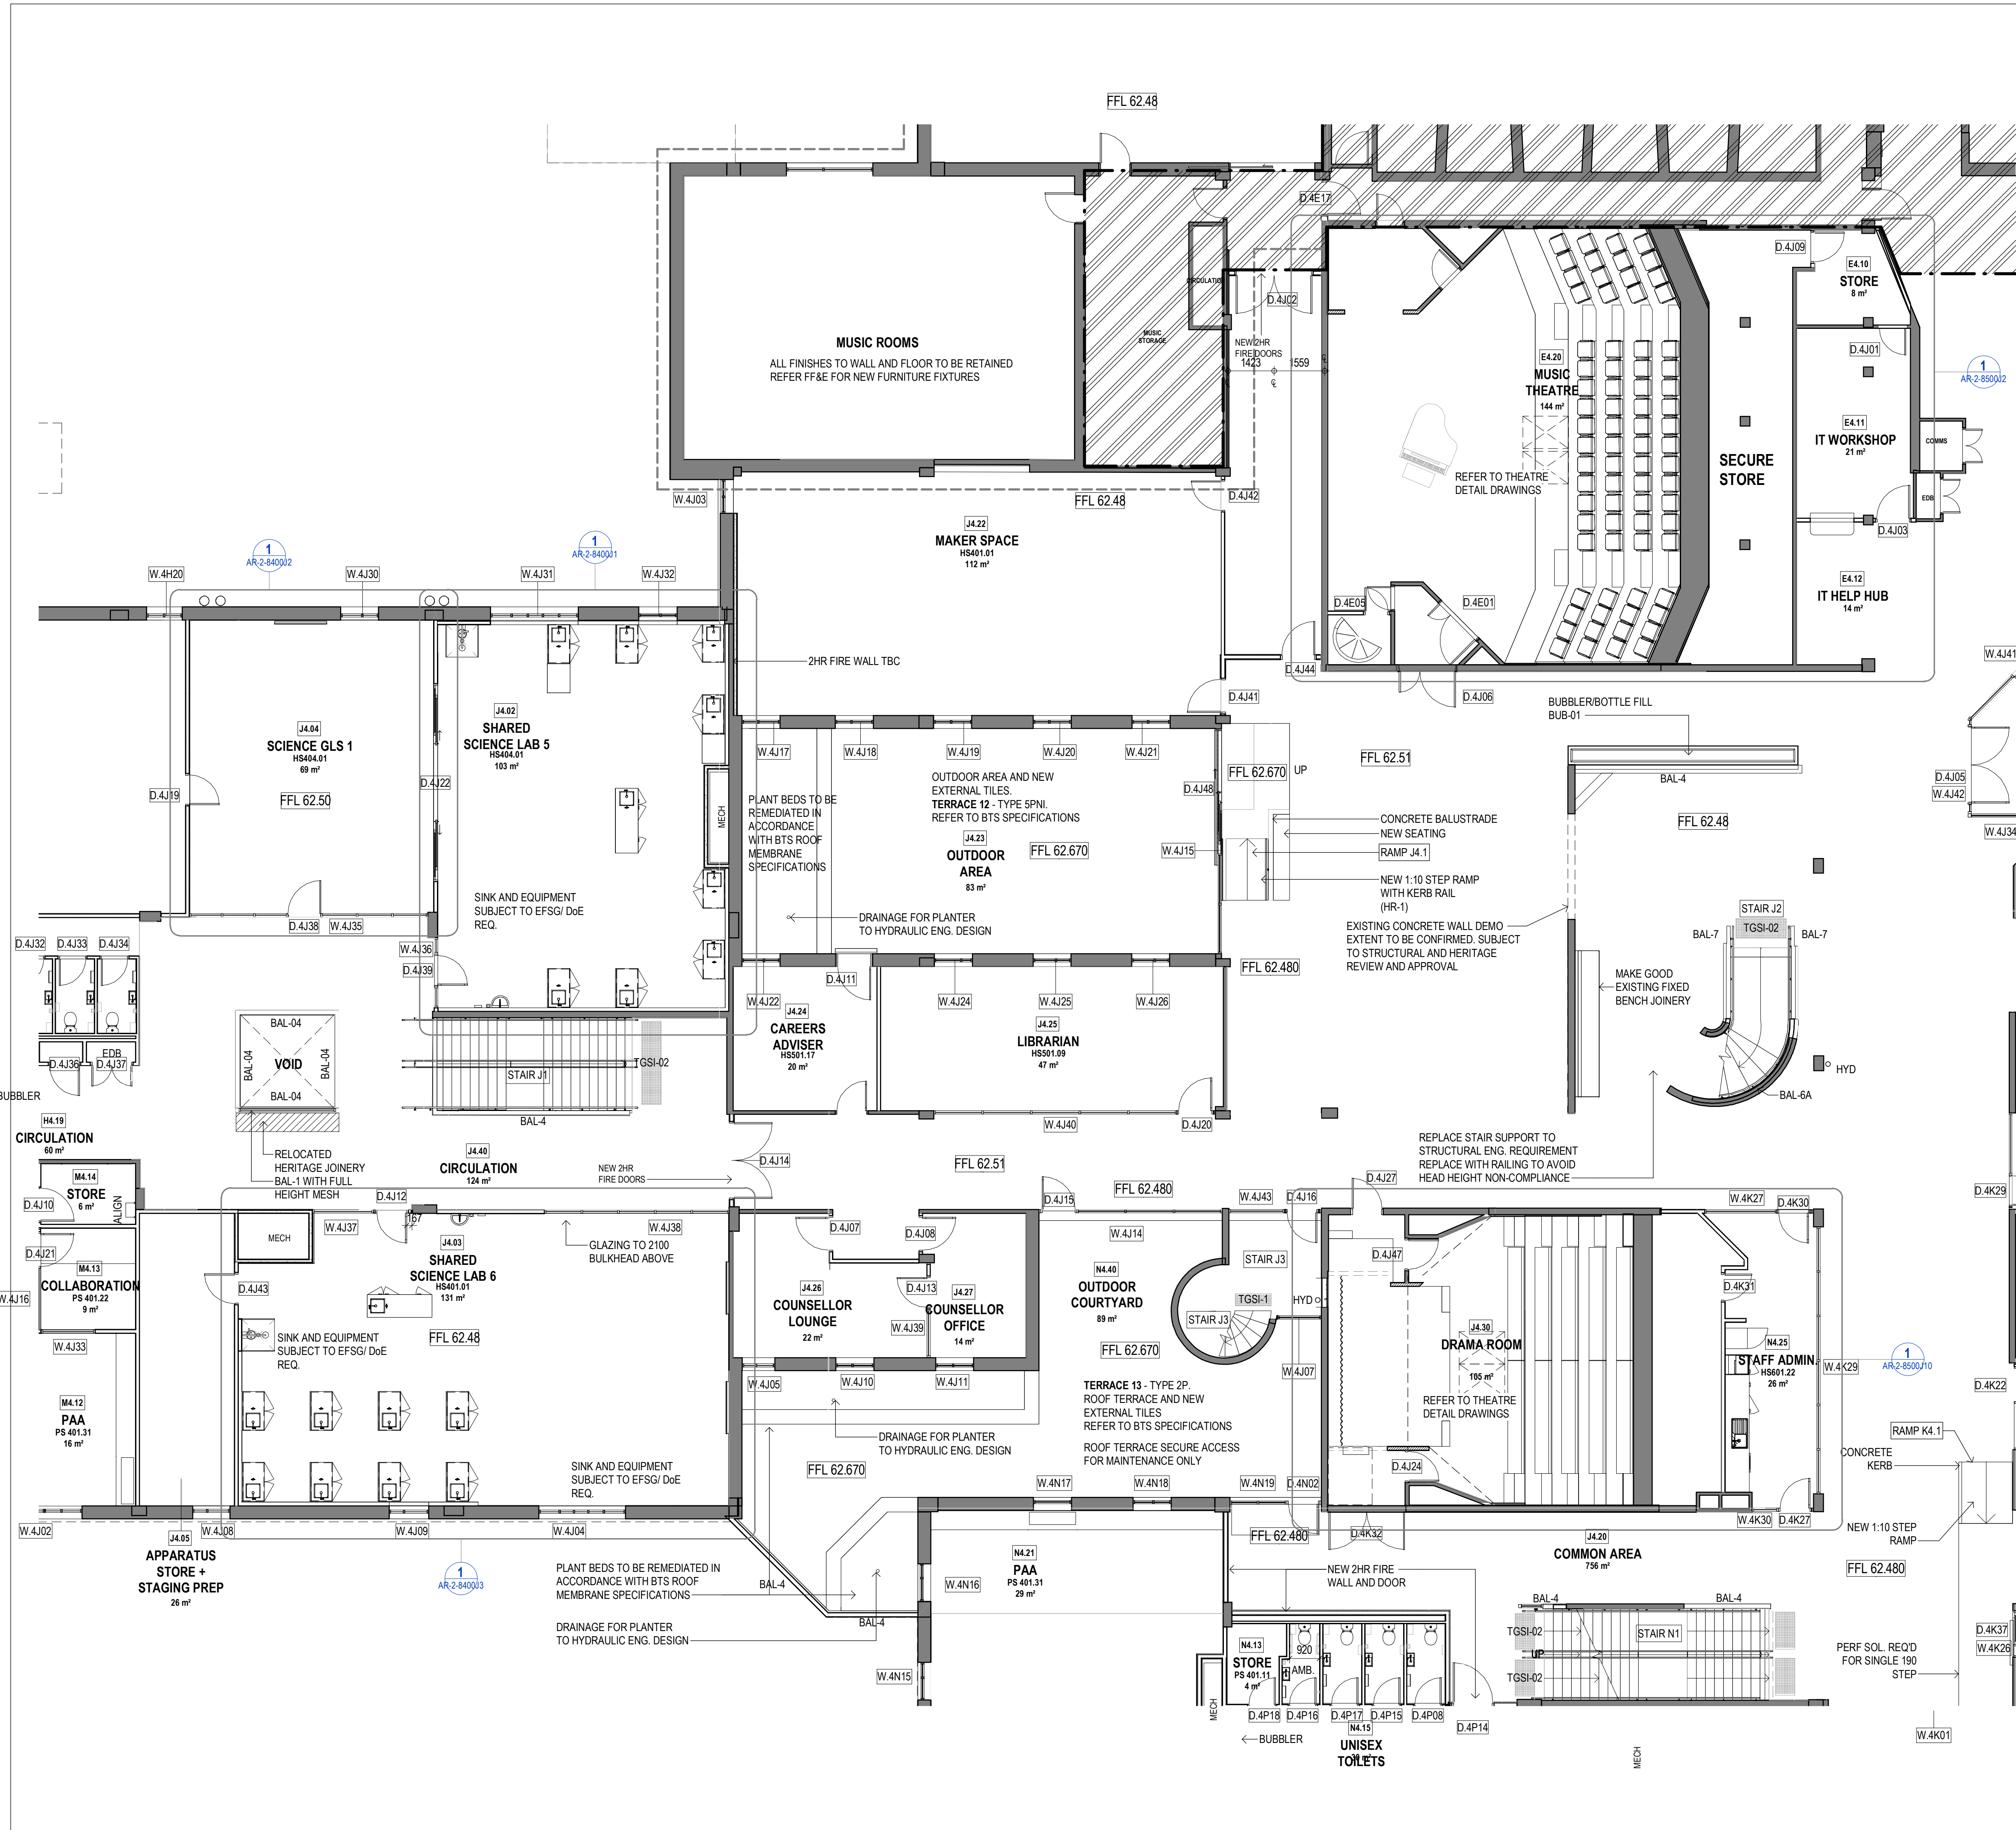 FFL 62.48
D.4E17
D.4J09
E4.10
STORE
8 m²
CIRCULATION
D.4J02
MUSIC ROOMS
ALL FINISHES TO WALL AND FLOOR TO BE RETAINED
REFER FF&E FOR NEW FURNITURE FIXTURES
MUSIC
STORAGE
NEW 2HR
FIRE DOORS
1423
1559
E4.20
MUSIC
THEATRE
144 m²
D.4J01
1
AR-2-8500J2
E4.11
IT WORKSHOP
21 m²
COMMS
SECURE
STORE
REFER TO THEATRE
DETAIL DRAWINGS
W.4J03
FFL 62.48
D.4J42
EDB
D.4J03
J4.22
MAKER SPACE
HS401.01
112 m²
1
AR-2-8400J2
1
AR-2-8400J1
W.4H20
W.4J30
W.4J31
W.4J32
E4.12
IT HELP HUB
14 m²
D.4E05
D.4E01
2HR FIRE WALL TBC
D.4J44
W.4J41
D.4J41
D.4J06
BUBBLER/BOTTLE FILL
BUB-01
J4.04
SCIENCE GLS 1
HS404.01
69 m²
FFL 62.50
J4.02
SHARED
SCIENCE LAB 5
HS404.01
103 m²
D.4J19
D.4J22
W.4J17
W.4J18
W.4J19
W.4J20
W.4J21
FFL 62.670
UP
FFL 62.51
BAL-4
D.4J05
W.4J42
W.4J34
D.4J48
OUTDOOR AREA AND NEW
EXTERNAL TILES.
TERRACE 12 - TYPE 5PNI.
REFER TO BTS SPECIFICATIONS
PLANT BEDS TO BE
REMEDIATED IN
ACCORDANCE
WITH BTS ROOF
MEMBRANE
SPECIFICATIONS
MECH
J4.23
OUTDOOR
AREA
83 m²
FFL 62.670
W.4J15
CONCRETE BALUSTRADE
NEW SEATING
RAMP J4.1
NEW 1:10 STEP RAMP
WITH KERB RAIL
(HR-1)
FFL 62.48
SINK AND EQUIPMENT
SUBJECT TO EFSG/ DoE
REQ.
DRAINAGE FOR PLANTER
TO HYDRAULIC ENG. DESIGN
EXISTING CONCRETE WALL DEMO
EXTENT TO BE CONFIRMED. SUBJECT
TO STRUCTURAL AND HERITAGE
REVIEW AND APPROVAL
STAIR J2
TGSI-02
BAL-7
BAL-7
D.4J38
W.4J35
D.4J32
D.4J33
D.4J34
W.4J36
D.4J39
FFL 62.480
D.4J11
MAKE GOOD
EXISTING FIXED
BENCH JOINERY
W.4J22
W.4J24
W.4J25
W.4J26
J4.24
CAREERS
ADVISER
HS501.17
20 m²
J4.25
LIBRARIAN
HS501.09
47 m²
BAL-04
BAL-04
BAL-04
BAL-04
VOID
EDB
D.4J36
D.4J37
STAIR J1
TGSI-02
BAL-4
HYD
BAL-6A
BUBBLER
H4.19
CIRCULATION
60 m²
W.4J40
D.4J20
RELOCATED
HERITAGE JOINERY
BAL-1 WITH FULL
HEIGHT MESH
J4.40
CIRCULATION
124 m²
NEW 2HR
FIRE DOORS
D.4J14
FFL 62.51
REPLACE STAIR SUPPORT TO
STRUCTURAL ENG. REQUIREMENT
REPLACE WITH RAILING TO AVOID
HEAD HEIGHT NON-COMPLIANCE
M4.14
STORE
6 m²
D.4J10
ALIGN
D.4J12
167
D.4J15
FFL 62.480
W.4J43
D.4J16
D.4J27
W.4K27
D.4K30
D.4K29
MECH
W.4J37
W.4J38
D.4J07
D.4J08
W.4J14
J4.03
SHARED
SCIENCE LAB 6
HS401.01
131 m²
GLAZING TO 2100
BULKHEAD ABOVE
D.4J21
M4.13
COLLABORATION
PS 401.22
9 m²
W.4J16
D.4J43
STAIR J3
D.4J47
J4.26
COUNSELLOR
LOUNGE
22 m²
D.4J13
J4.27
COUNSELLOR
OFFICE
14 m²
W.4J39
N4.40
OUTDOOR
COURTYARD
89 m²
TGSI-1
STAIR J3
HYD
D.4K31
FFL 62.48
FFL 62.670
W.4J33
SINK AND EQUIPMENT
SUBJECT TO EFSG/ DoE
REQ.
J4.30
DRAMA ROOM
105 m²
N4.25
STAFF ADMIN
HS601.22
26 m²
1
AR-2-8500J10
W.4K29
W.4J05
W.4J10
W.4J11
W.4J07
D.4K22
M4.12
PAA
PS 401.31
16 m²
TERRACE 13 - TYPE 2P.
ROOF TERRACE AND NEW
EXTERNAL TILES
REFER TO BTS SPECIFICATIONS
ROOF TERRACE SECURE ACCESS
FOR MAINTENANCE ONLY
REFER TO THEATRE
DETAIL DRAWINGS
DRAINAGE FOR PLANTER
TO HYDRAULIC ENG. DESIGN
RAMP K4.1
CONCRETE
KERB
FFL 62.670
SINK AND EQUIPMENT
SUBJECT TO EFSG/ DoE
REQ.
D.4J24
W.4N17
W.4N18
W.4N19
D.4N02
W.4J02
W.4J08
W.4J09
W.4J04
FFL 62.480
D.4K32
W.4K30
D.4K27
NEW 1:10 STEP
RAMP
J4.05
APPARATUS
STORE +
STAGING PREP
26 m²
1
AR-2-8400J3
J4.20
COMMON AREA
756 m²
FFL 62.480
PLANT BEDS TO BE REMEDIATED IN
ACCORDANCE WITH BTS ROOF
MEMBRANE SPECIFICATIONS
BAL-4
N4.21
PAA
PS 401.31
29 m²
W.4N16
NEW 2HR FIRE
WALL AND DOOR
BAL-4
BAL-4
BAL-4
DRAINAGE FOR PLANTER
TO HYDRAULIC ENG. DESIGN
TGSI-02
STAIR N1
UP
TGSI-02
D.4K37
W.4K26
PERF SOL. REQ'D
FOR SINGLE 190
STEP
N4.13
STORE
PS 401.11
4 m²
920
AMB.
W.4N15
MECH
D.4P18
D.4P16
D.4P17
D.4P15
D.4P08
D.4P14
N4.15
UNISEX
TOILETS
BUBBLER
MECH
W.4K01